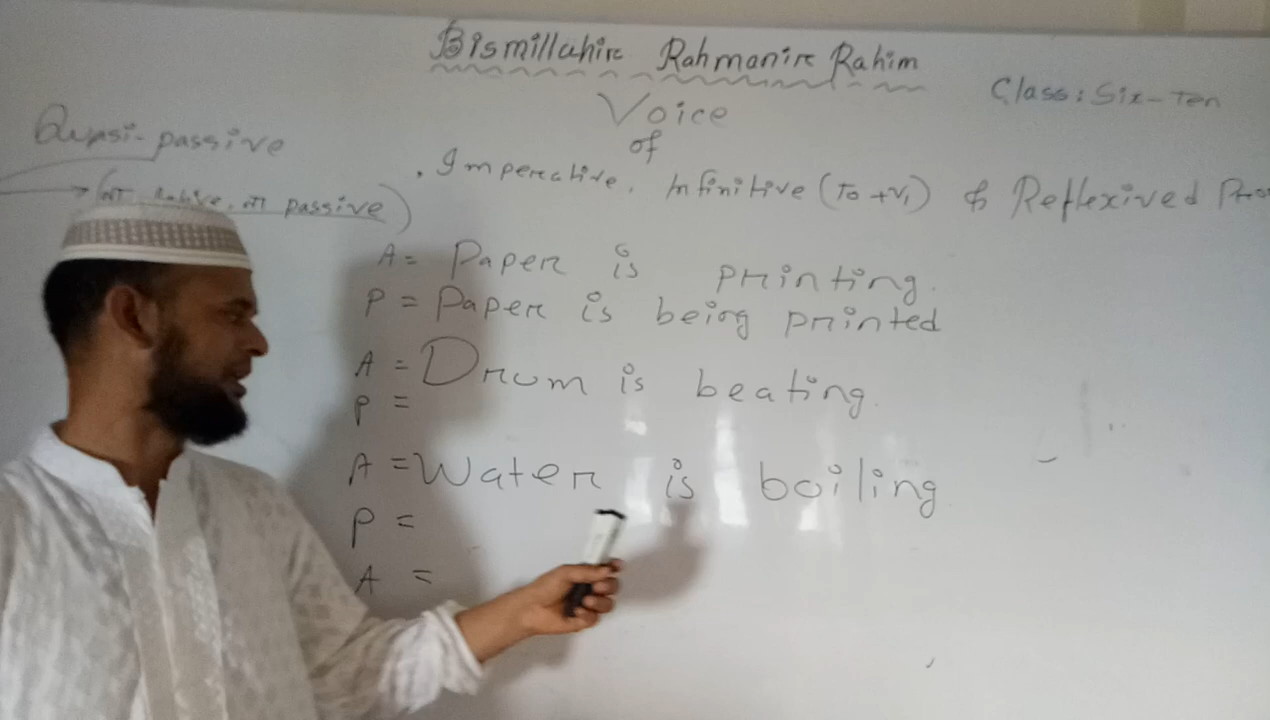 Bismillahir Rahmanir Rahim
Class: Six-Ten
Voice
of
Quasi-passive
Imperative, Infinitive (To + V1) & Reflexived
passive)
A = Paper is printing.
P = Paper is being printed
A = Drum is beating.
P =
A = Water is boiling
P =
A =